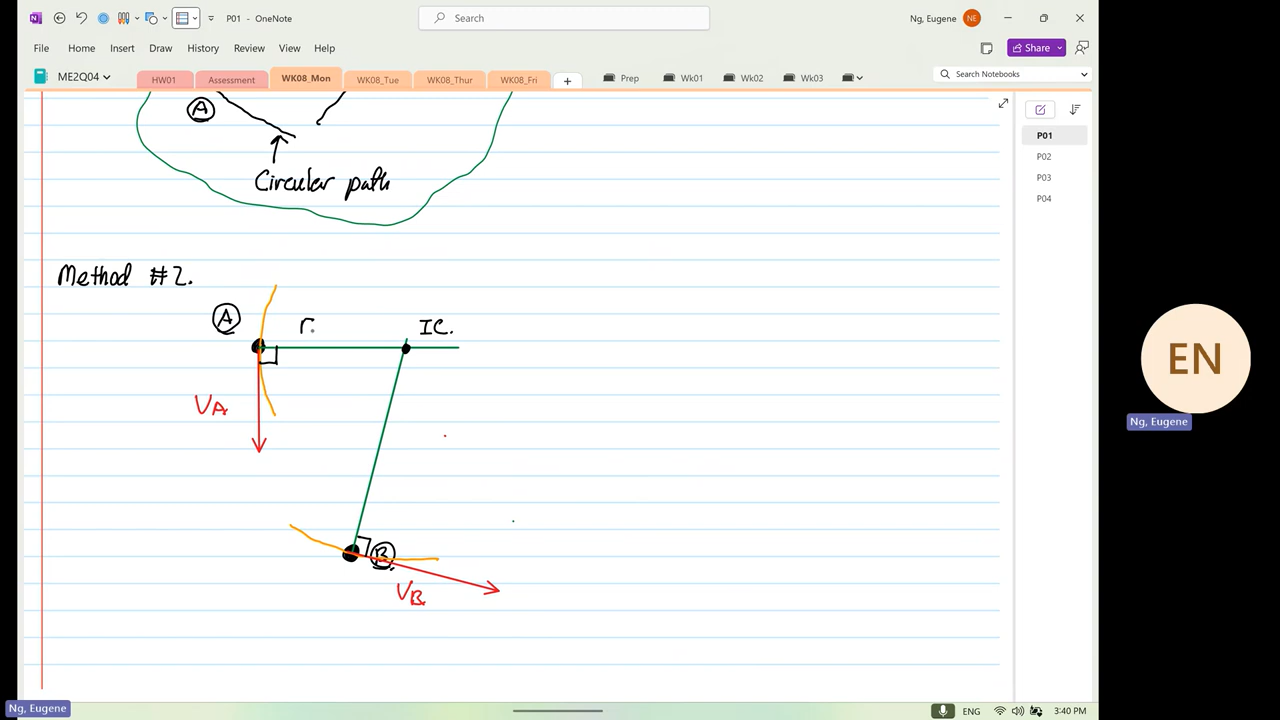 P01 - OneNote
Search
Ng, Eugene
NE
File Home Insert Draw History Review View Help
Share
ME2Q04
HW01 Assessment WK08_Mon WK08_Tue WK08_Thur WK08_Fri + Prep Wk01 Wk02 Wk03
Search Notebooks
P01
P02
P03
P04
A
Circular path
Method #2.
A
r.
IC.
VA
B
VB
EN
Ng, Eugene
Ng, Eugene
ENG
3:40 PM